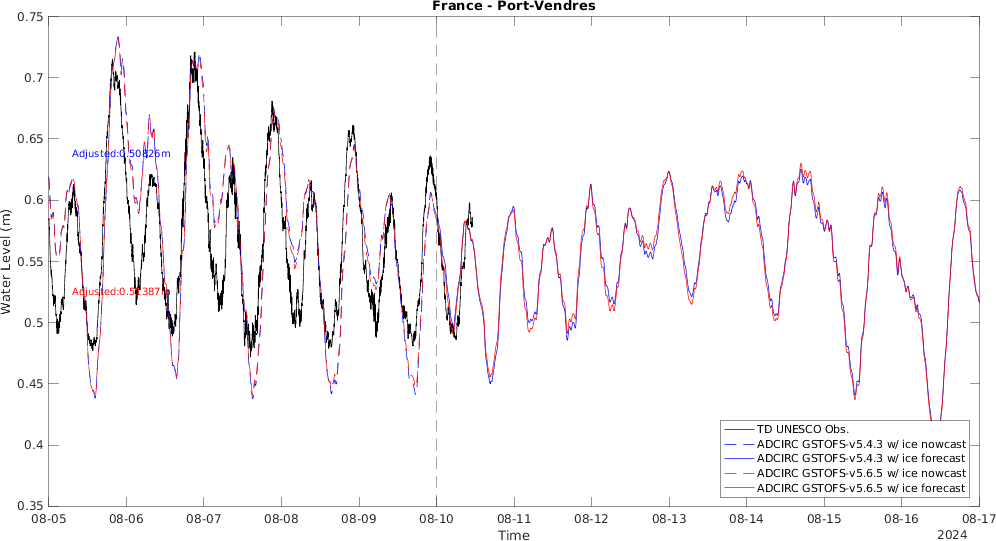 France - Port-Vendres
Water Level (m)
0.75
0.7
0.65
0.6
0.55
0.5
0.45
0.4
0.35
Adjusted:0.50826m
TD UNESCO Obs.
ADCIRC GSTOFS-v5.4.3 w/ ice nowcast
ADCIRC GSTOFS-v5.4.3 w/ ice forecast
ADCIRC GSTOFS-v5.6.5 w/ ice nowcast
ADCIRC GSTOFS-v5.6.5 w/ ice forecast
08-05 08-06 08-07 08-08 08-09 08-10 08-11 08-12 08-13 08-14 08-15 08-16 08-17
Time
2024